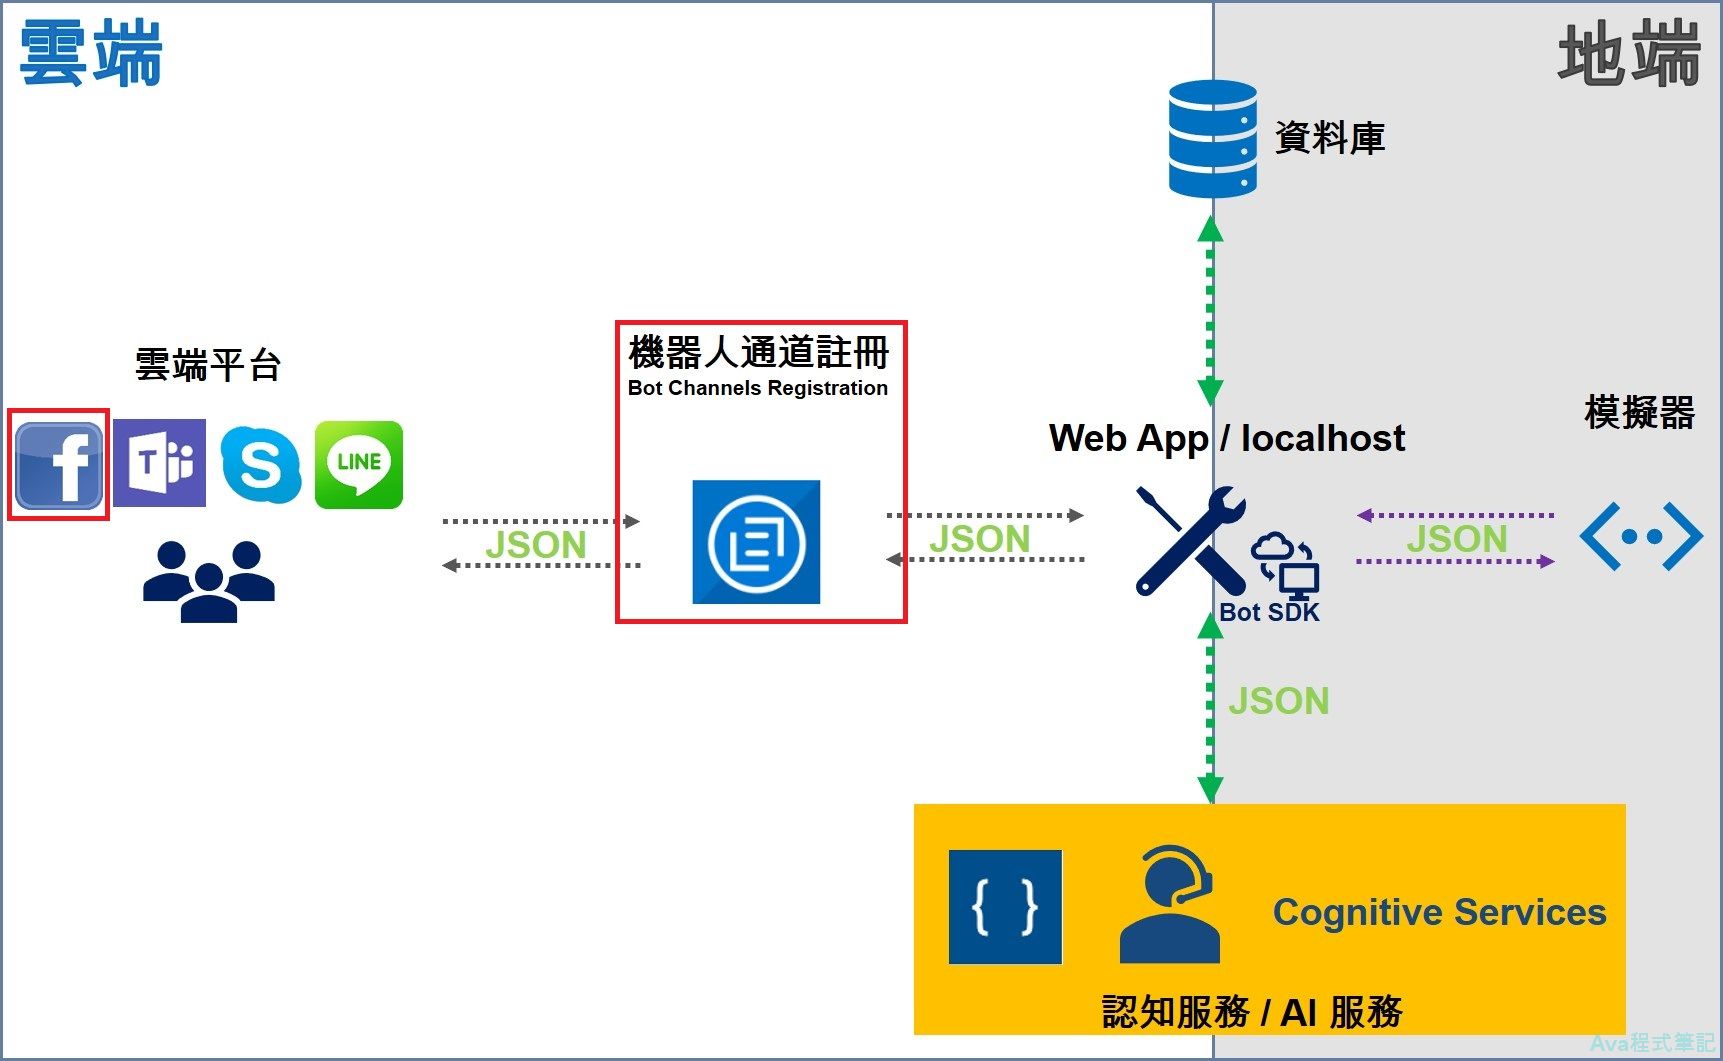 雲端
地端
資料庫
雲端平台
機器人通道註冊
Bot Channels Registration
模擬器
Web App / localhost
f
T
S
LINE
JSON
JSON
JSON
Bot SDK
JSON
{ }
Cognitive Services
認知服務 / AI 服務
Ava程式筆記